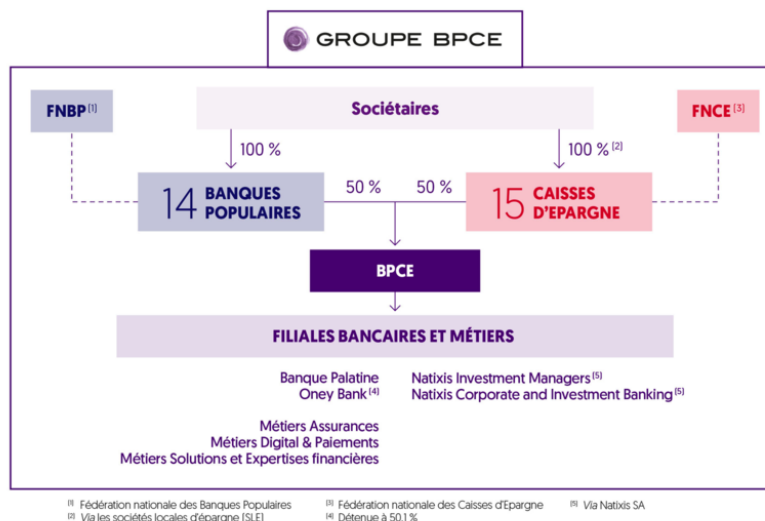 GROUPE BPCE
FNBP (1)
Sociétaires
FNCE (3)
100 %
100 % (2)
14 BANQUES POPULAIRES
50 %
50 %
15 CAISSES D'EPARGNE
BPCE
FILIALES BANCAIRES ET MÉTIERS
Banque Palatine
Oney Bank (4)
Natixis Investment Managers (5)
Natixis Corporate and Investment Banking (5)
Métiers Assurances
Métiers Digital & Paiements
Métiers Solutions et Expertises financières
(1) Fédération nationale des Banques Populaires
(2) Via les sociétés locales d'épargne (SLE)
(3) Fédération nationale des Caisses d'Epargne
(4) Détenue à 50,1 %
(5) Via Natixis SA